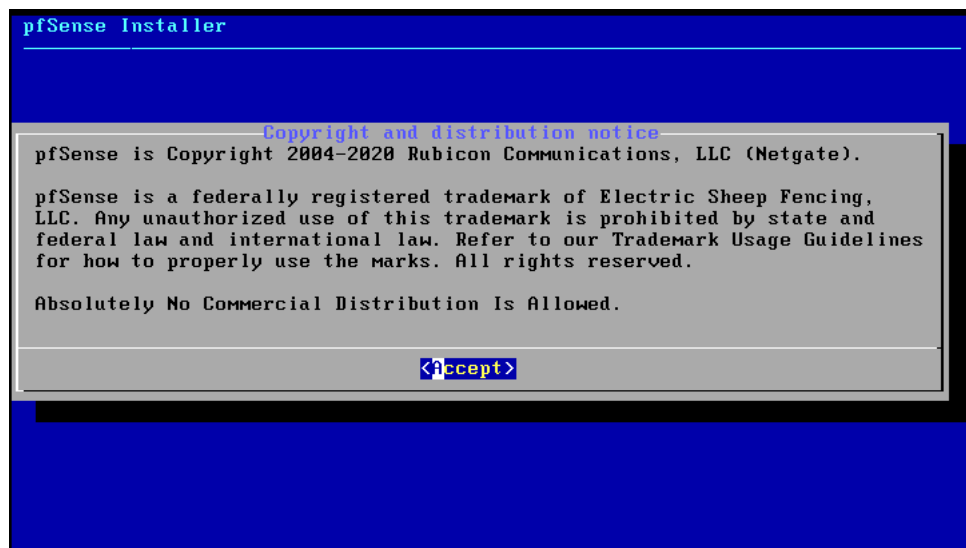 pfSense Installer
Copyright and distribution notice
pfSense is Copyright 2004-2020 Rubicon Communications, LLC (Netgate).
pfSense is a federally registered trademark of Electric Sheep Fencing,
LLC. Any unauthorized use of this trademark is prohibited by state and
federal law and international law. Refer to our Trademark Usage Guidelines
for how to properly use the marks. All rights reserved.
Absolutely No Commercial Distribution Is Allowed.
<Accept>